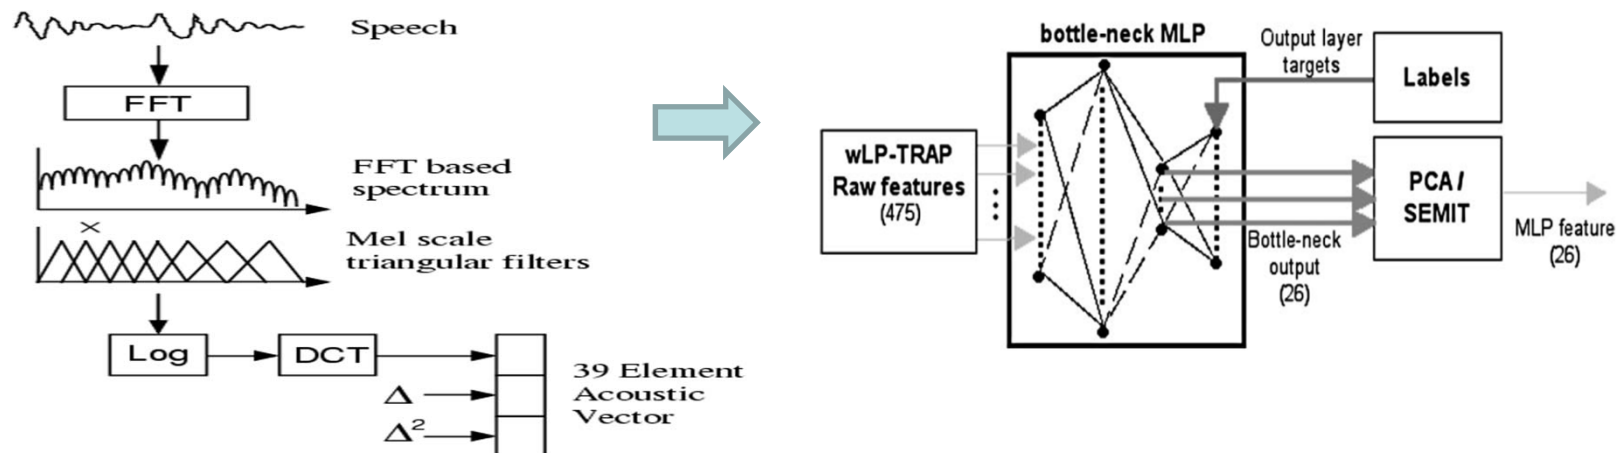 Speech
FFT
FFT based
spectrum
×
Mel scale
triangular filters
Log
DCT
Δ
Δ²
39 Element
Acoustic
Vector
bottle-neck MLP
Output layer
targets
Labels
wLP-TRAP
Raw features
(475)
PCA /
SEMIT
Bottle-neck
output
(26)
MLP feature
(26)